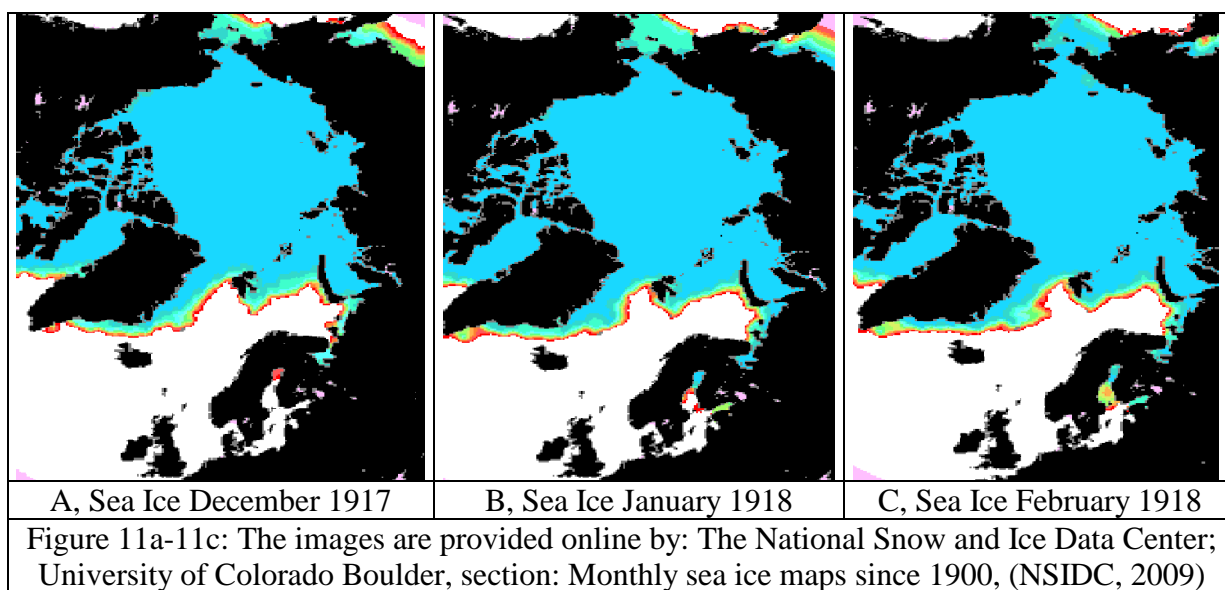 A, Sea Ice December 1917
B, Sea Ice January 1918
C, Sea Ice February 1918
Figure 11a-11c: The images are provided online by: The National Snow and Ice Data Center;
University of Colorado Boulder, section: Monthly sea ice maps since 1900, (NSIDC, 2009)